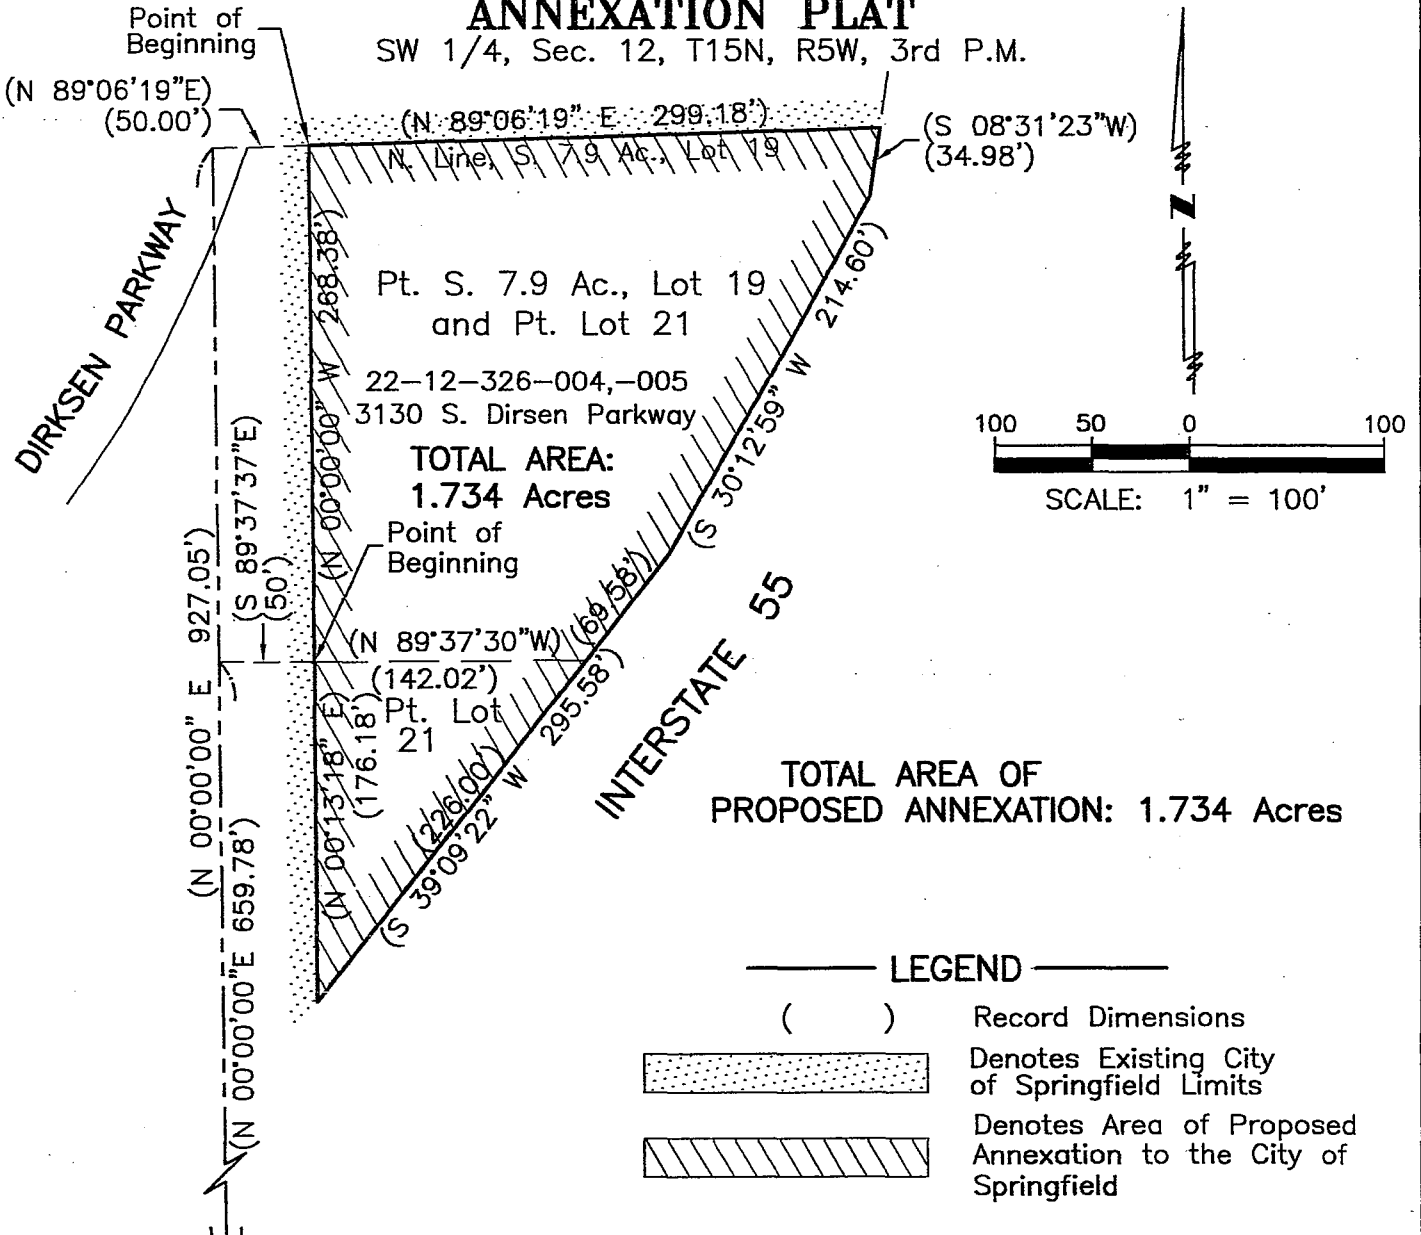 ANNEXATION PLAT
SW 1/4, Sec. 12, T15N, R5W, 3rd P.M.
Point of
Beginning
(N 89°06'19"E)
(50.00')
(N 89°06'19" E 299.18')
N. Line, S. 7.9 Ac., Lot 19
(S 08°31'23"W)
(34.98')
DIRKSEN PARKWAY
(N 00°00'00" W 268.38')
Pt. S. 7.9 Ac., Lot 19
and Pt. Lot 21
22-12-326-004,-005
3130 S. Dirsen Parkway
TOTAL AREA:
1.734 Acres
(S 30°12'59" W 214.60')
N
100 50 0 100
SCALE: 1" = 100'
Point of
Beginning
(S 89°37'37"E)
(50')
(N 00°00'00" E 927.05')
(N 89°37'30"W)
(142.02')
(69.58')
(N 00°13'18" E)
(176.18')
Pt. Lot
21
(226.00')
(S 39°09'22" W 295.58')
INTERSTATE 55
(N 00°00'00"E 659.78')
TOTAL AREA OF
PROPOSED ANNEXATION: 1.734 Acres
LEGEND
( ) Record Dimensions
Denotes Existing City
of Springfield Limits
Denotes Area of Proposed
Annexation to the City of
Springfield